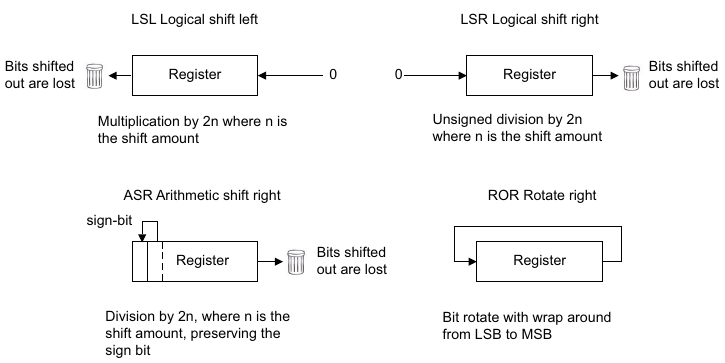 LSL Logical shift left
Bits shifted
out are lost
Register
0
Multiplication by 2n where n is
the shift amount
LSR Logical shift right
0
Register
Bits shifted
out are lost
Unsigned division by 2n
where n is the shift amount
ASR Arithmetic shift right
sign-bit
Register
Bits shifted
out are lost
Division by 2n, where n is the
shift amount, preserving the
sign bit
ROR Rotate right
Register
Bit rotate with wrap around
from LSB to MSB